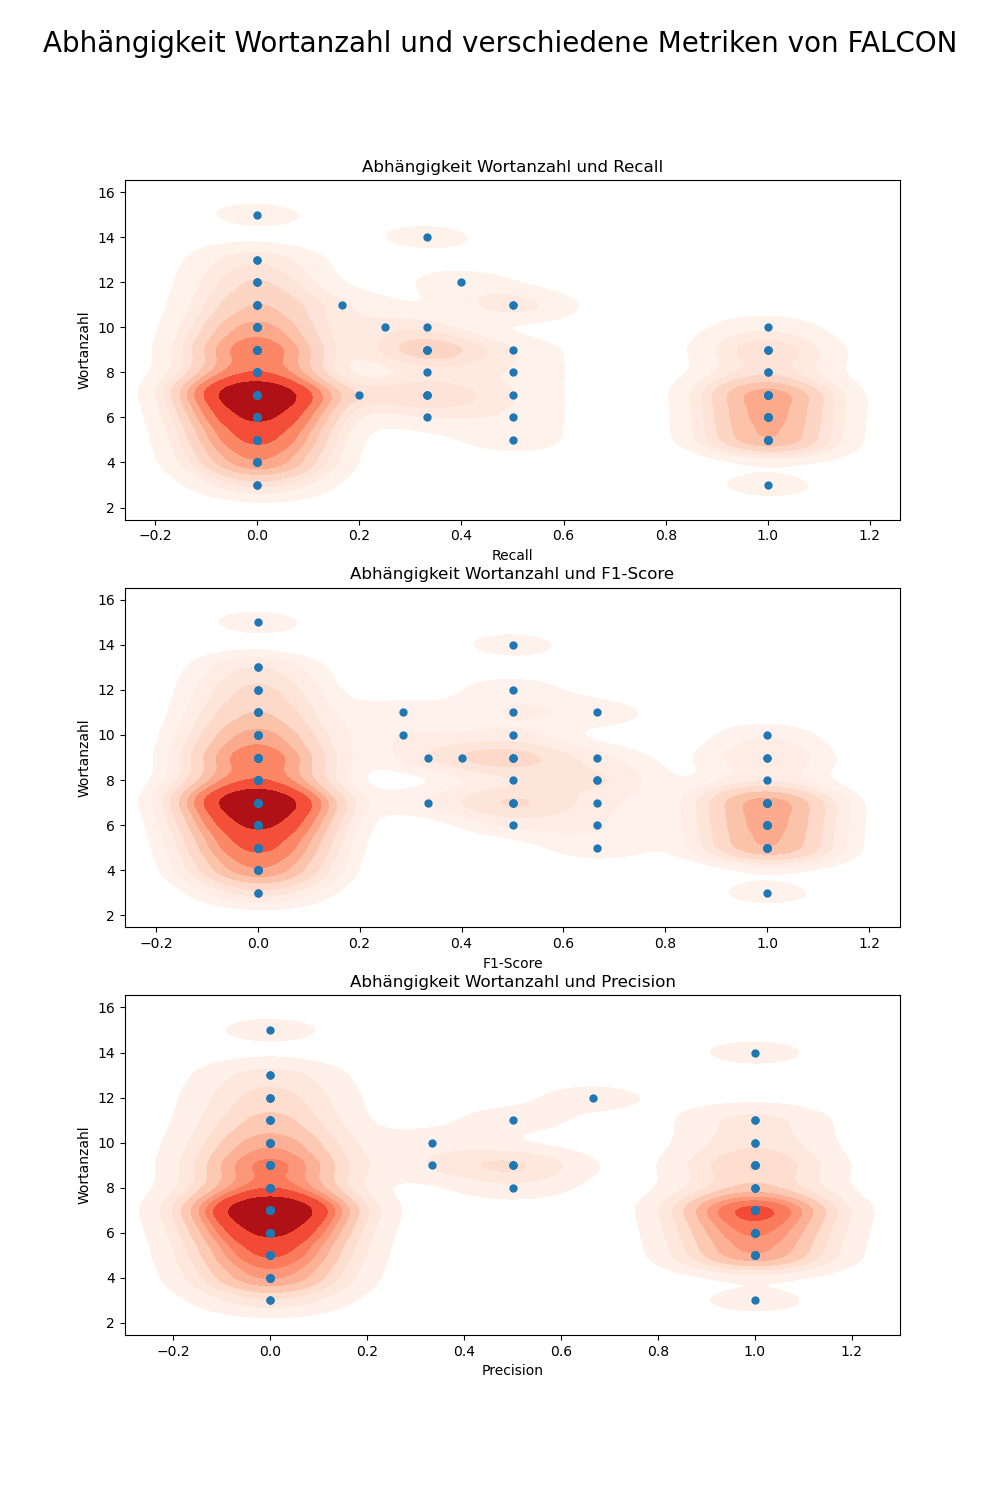 Abhängigkeit Wortanzahl und verschiedene Metriken von FALCON
Abhängigkeit Wortanzahl und Recall
16
14
12
10
8
6
4
2
Wortanzahl
−0.2 0.0 0.2 0.4 0.6 0.8 1.0 1.2
Recall
Abhängigkeit Wortanzahl und F1-Score
16
14
12
10
8
6
4
2
Wortanzahl
−0.2 0.0 0.2 0.4 0.6 0.8 1.0 1.2
F1-Score
Abhängigkeit Wortanzahl und Precision
16
14
12
10
8
6
4
2
Wortanzahl
−0.2 0.0 0.2 0.4 0.6 0.8 1.0 1.2
Precision